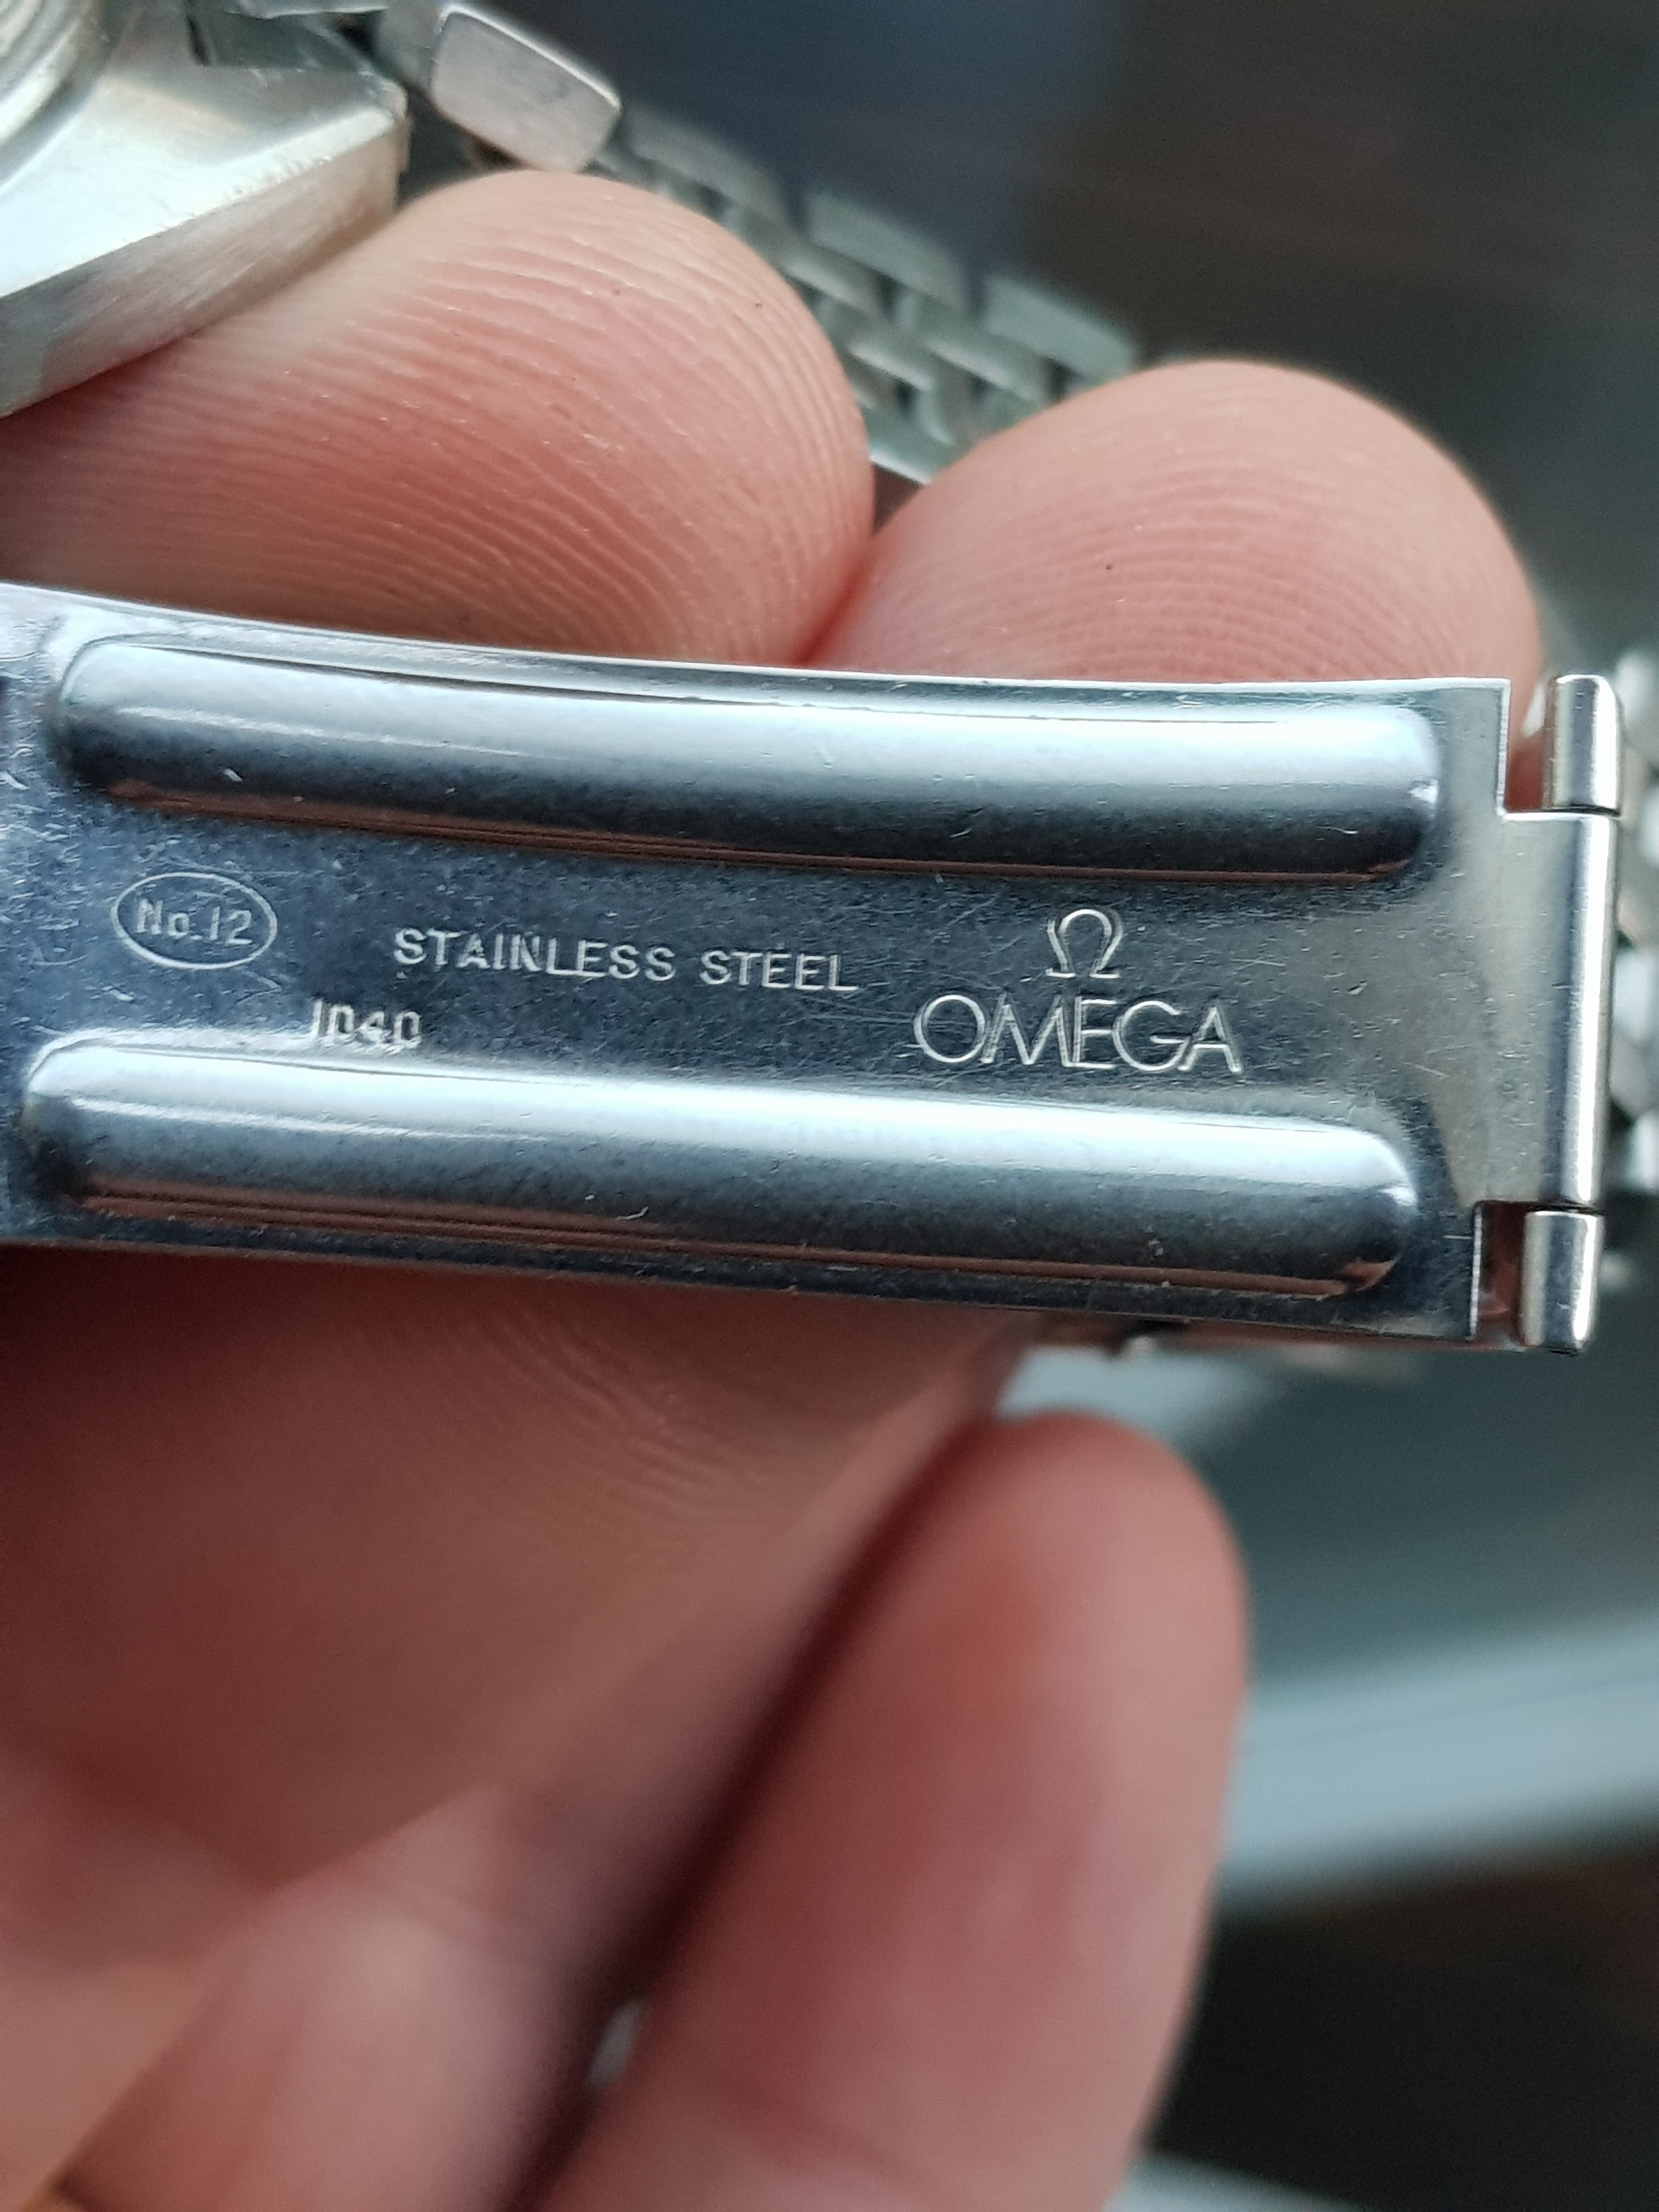 No.12
STAINLESS STEEL
1040
Ω
OMEGA